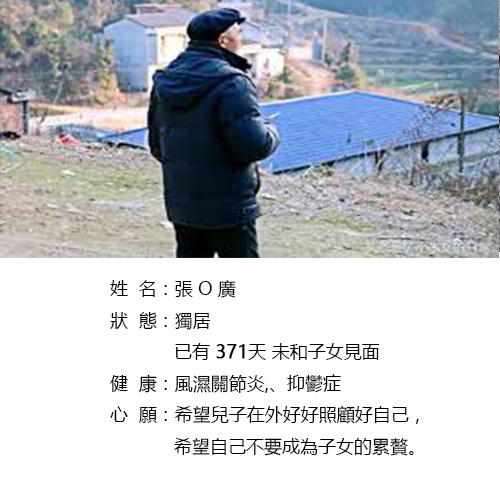 姓 名：張 O 廣
狀 態：獨居
已有 371天 未和子女見面
健 康：風濕關節炎,、抑鬱症
心 願：希望兒子在外好好照顧好自己，
希望自己不要成為子女的累贅。